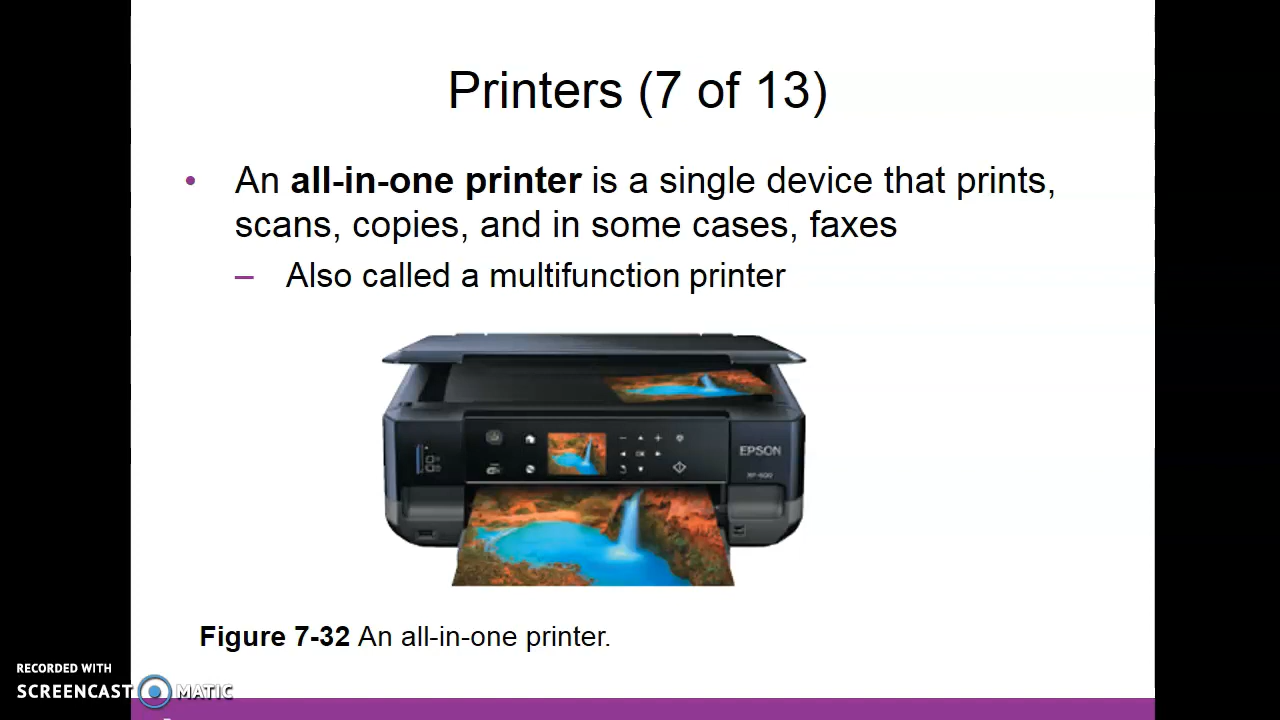 Printers (7 of 13)
• An all-in-one printer is a single device that prints,
scans, copies, and in some cases, faxes
– Also called a multifunction printer
EPSON
Figure 7-32 An all-in-one printer.
RECORDED WITH
SCREENCAST MATIC